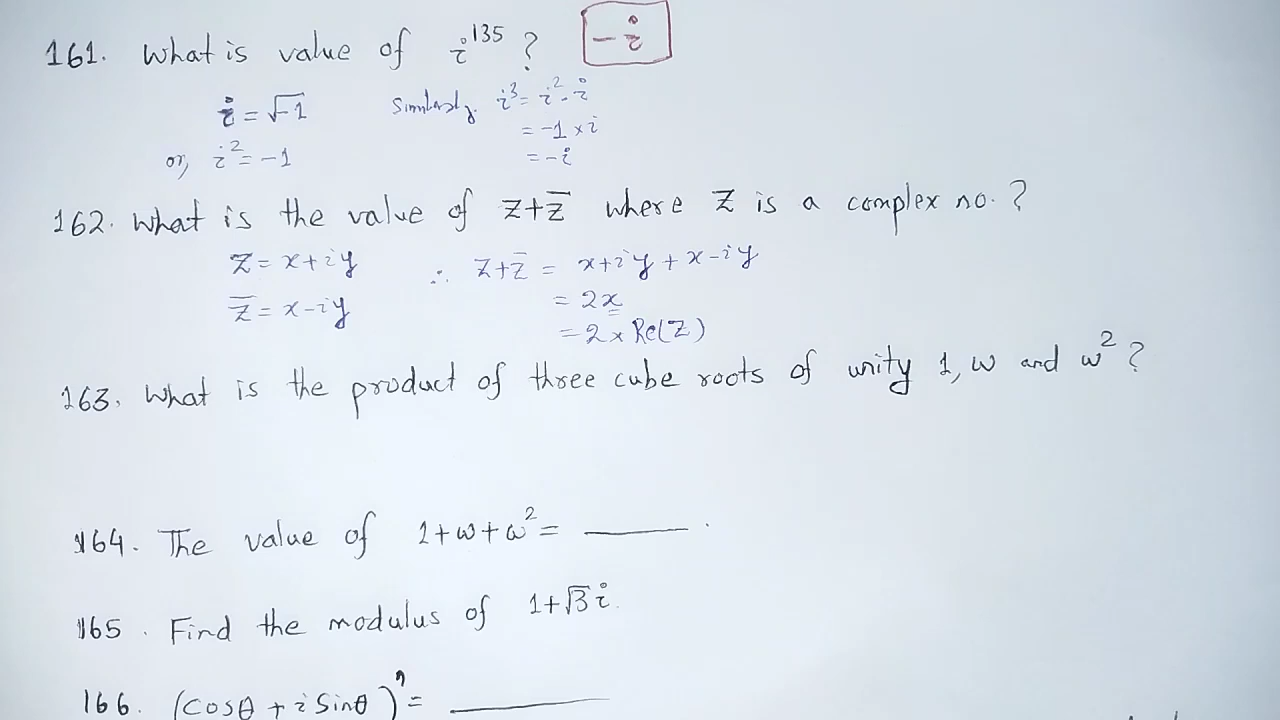 161. What is value of i^135 ? -i
i = √-1 Similarly i^3 = i^2 . i
= -1 × i
or, i^2 = -1 = -i
162. What is the value of Z+Z̅ where Z is a complex no. ?
Z = x+iy ∴ Z+Z̅ = x+iy + x-iy
Z̅ = x-iy = 2x
= 2 × Re(Z)
163. What is the product of three cube roots of unity 1, ω and ω^2 ?
164. The value of 1+ω+ω^2 = ______ .
165. Find the modulus of 1+√3 i.
166. (Cosθ + i Sinθ)^n = ______